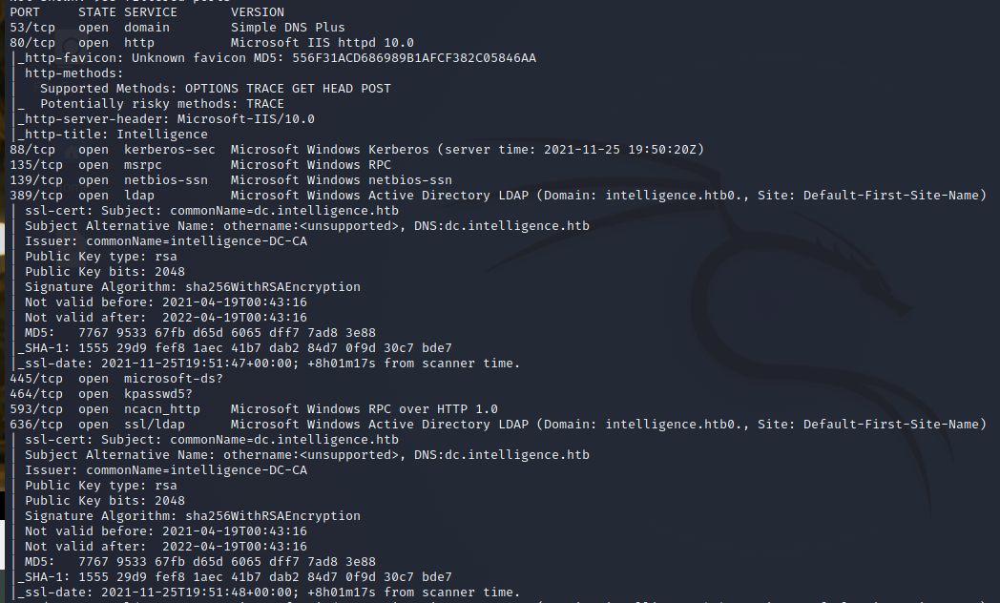 PORT     STATE SERVICE       VERSION
53/tcp   open  domain        Simple DNS Plus
80/tcp   open  http          Microsoft IIS httpd 10.0
|_http-favicon: Unknown favicon MD5: 556F31ACD686989B1AFCF382C05846AA
| http-methods:
|   Supported Methods: OPTIONS TRACE GET HEAD POST
|_  Potentially risky methods: TRACE
|_http-server-header: Microsoft-IIS/10.0
|_http-title: Intelligence
88/tcp   open  kerberos-sec  Microsoft Windows Kerberos (server time: 2021-11-25 19:50:20Z)
135/tcp  open  msrpc         Microsoft Windows RPC
139/tcp  open  netbios-ssn   Microsoft Windows netbios-ssn
389/tcp  open  ldap          Microsoft Windows Active Directory LDAP (Domain: intelligence.htb0., Site: Default-First-Site-Name)
| ssl-cert: Subject: commonName=dc.intelligence.htb
| Subject Alternative Name: othername:<unsupported>, DNS:dc.intelligence.htb
| Issuer: commonName=intelligence-DC-CA
| Public Key type: rsa
| Public Key bits: 2048
| Signature Algorithm: sha256WithRSAEncryption
| Not valid before: 2021-04-19T00:43:16
| Not valid after:  2022-04-19T00:43:16
| MD5:   7767 9533 67fb d65d 6065 dff7 7ad8 3e88
|_SHA-1: 1555 29d9 fef8 1aec 41b7 dab2 84d7 0f9d 30c7 bde7
|_ssl-date: 2021-11-25T19:51:47+00:00; +8h01m17s from scanner time.
445/tcp  open  microsoft-ds?
464/tcp  open  kpasswd5?
593/tcp  open  ncacn_http    Microsoft Windows RPC over HTTP 1.0
636/tcp  open  ssl/ldap      Microsoft Windows Active Directory LDAP (Domain: intelligence.htb0., Site: Default-First-Site-Name)
| ssl-cert: Subject: commonName=dc.intelligence.htb
| Subject Alternative Name: othername:<unsupported>, DNS:dc.intelligence.htb
| Issuer: commonName=intelligence-DC-CA
| Public Key type: rsa
| Public Key bits: 2048
| Signature Algorithm: sha256WithRSAEncryption
| Not valid before: 2021-04-19T00:43:16
| Not valid after:  2022-04-19T00:43:16
| MD5:   7767 9533 67fb d65d 6065 dff7 7ad8 3e88
|_SHA-1: 1555 29d9 fef8 1aec 41b7 dab2 84d7 0f9d 30c7 bde7
|_ssl-date: 2021-11-25T19:51:48+00:00; +8h01m17s from scanner time.